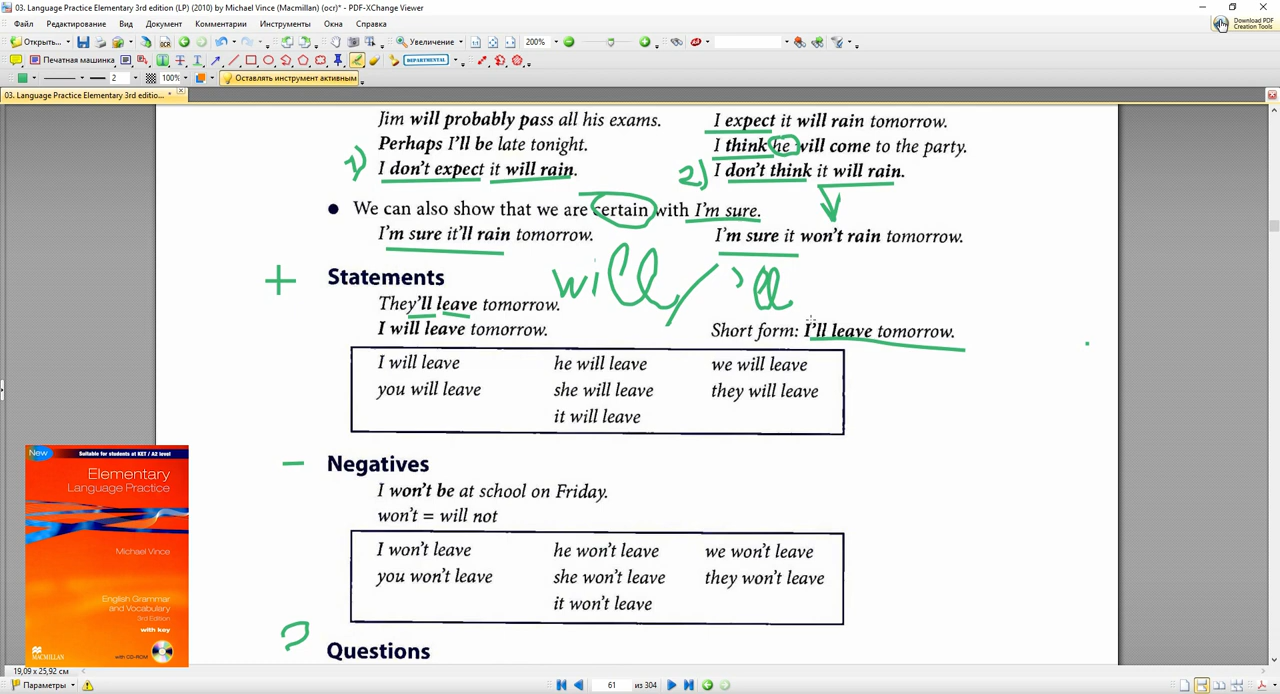 03. Language Practice Elementary 3rd edition (LP) (2010) by Michael Vince (Macmillan) (ocr)* - PDF-XChange Viewer
Файл Редактирование Вид Документ Комментарии Инструменты Окна Справка
Download PDF
Creation Tools
Открыть... OCR Увеличение 200%
Печатная машинка DEPARTMENTAL
2 100% Оставлять инструмент активным
03. Language Practice Elementary 3rd editio... *
Jim will probably pass all his exams. I expect it will rain tomorrow.
Perhaps I'll be late tonight. I think he will come to the party.
1) I don't expect it will rain. 2) I don't think it will rain.
● We can also show that we are certain with I'm sure.
I'm sure it'll rain tomorrow. I'm sure it won't rain tomorrow.
+ Statements will / 'll
They'll leave tomorrow.
I will leave tomorrow. Short form: I'll leave tomorrow.
I will leave he will leave we will leave
you will leave she will leave they will leave
it will leave
— Negatives
I won't be at school on Friday.
won't = will not
I won't leave he won't leave we won't leave
you won't leave she won't leave they won't leave
it won't leave
? Questions
New Suitable for students at KET / A2 level
Elementary
Language Practice
Michael Vince
English Grammar
and Vocabulary
3rd Edition
with key
MACMILLAN with CD-ROM
19,09 x 25,92 см
Параметры 61 из 304